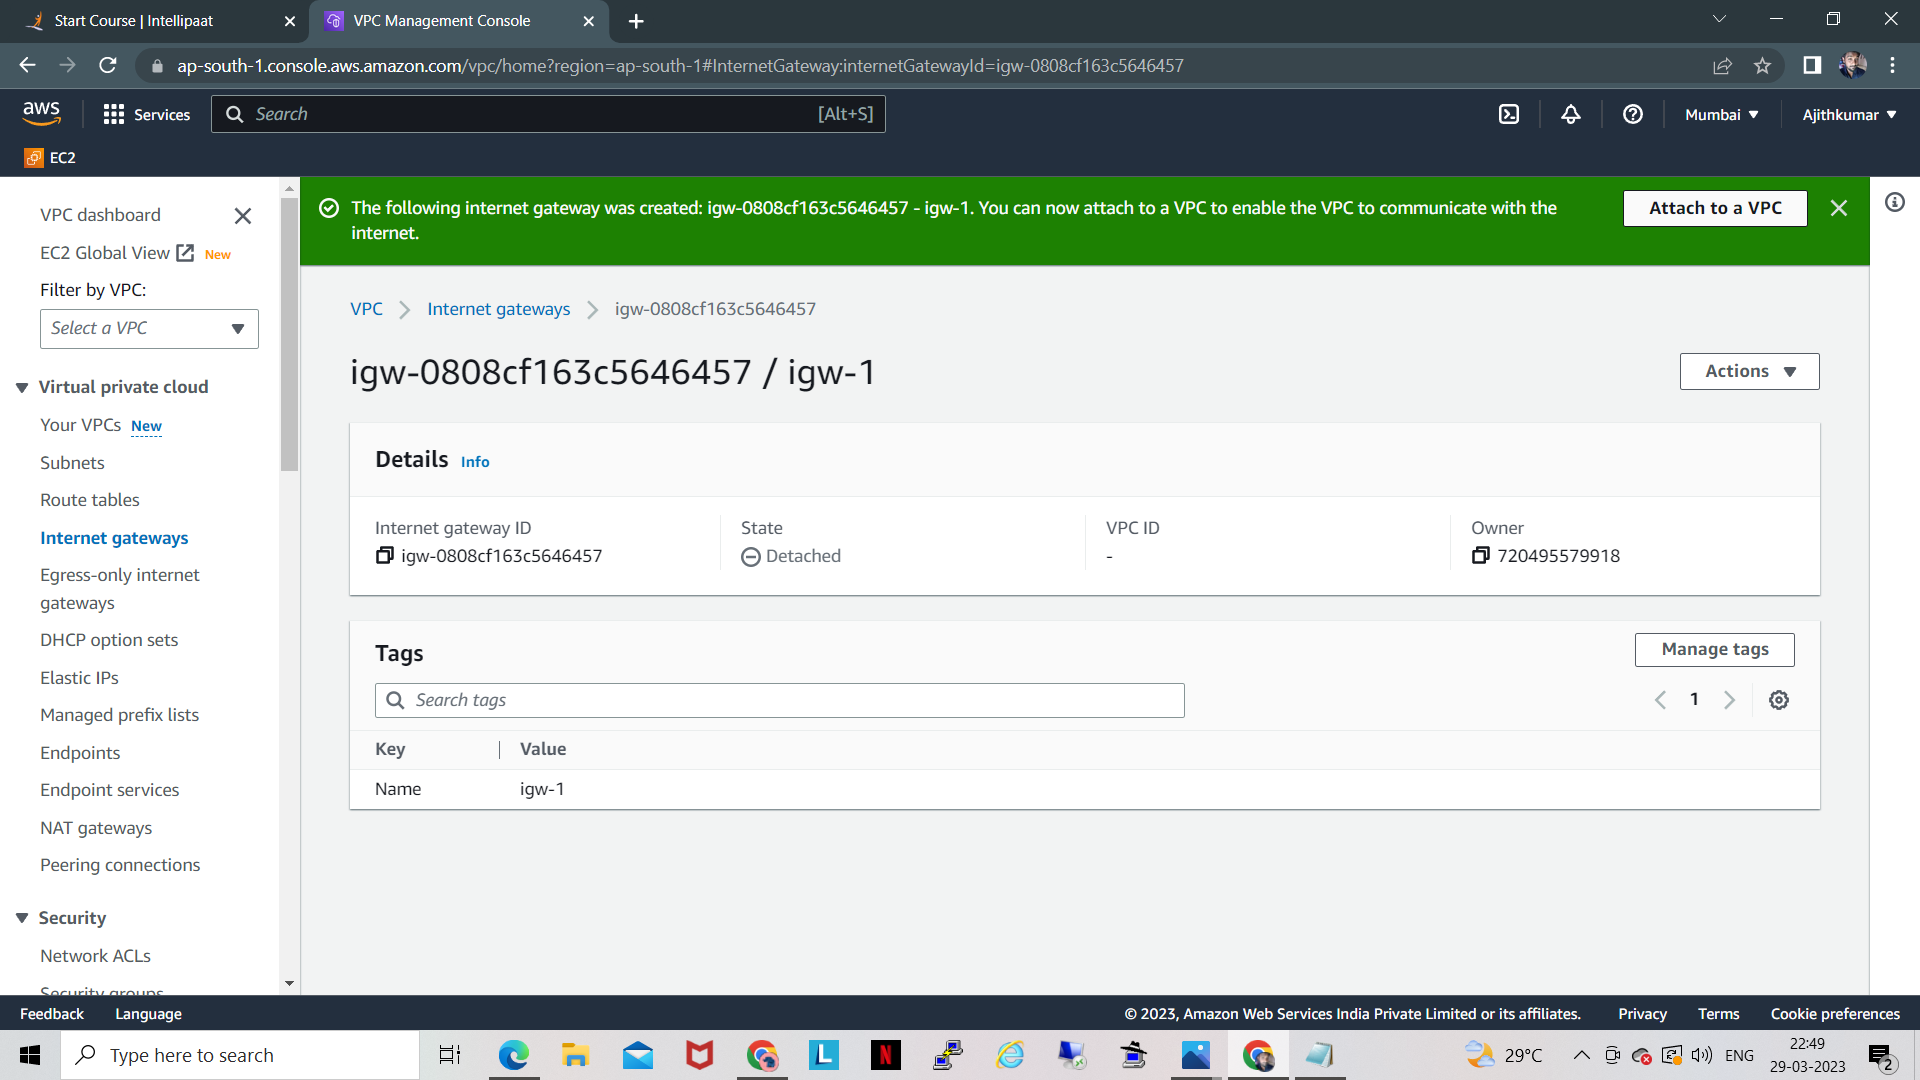 Start Course | Intellipaat
VPC Management Console
ap-south-1.console.aws.amazon.com/vpc/home?region=ap-south-1#InternetGateway:internetGatewayId=igw-0808cf163c5646457
aws
Services
Search
[Alt+S]
Mumbai
Ajithkumar
EC2
VPC dashboard
EC2 Global View New
Filter by VPC:
Select a VPC
Virtual private cloud
Your VPCs New
Subnets
Route tables
Internet gateways
Egress-only internet
gateways
DHCP option sets
Elastic IPs
Managed prefix lists
Endpoints
Endpoint services
NAT gateways
Peering connections
Security
Network ACLs
Security groups
The following internet gateway was created: igw-0808cf163c5646457 - igw-1. You can now attach to a VPC to enable the VPC to communicate with the
internet.
Attach to a VPC
VPC
Internet gateways
igw-0808cf163c5646457
igw-0808cf163c5646457 / igw-1
Actions
Details Info
Internet gateway ID
igw-0808cf163c5646457
State
Detached
VPC ID
-
Owner
720495579918
Tags
Manage tags
Search tags
1
Key
Value
Name
igw-1
Feedback
Language
© 2023, Amazon Web Services India Private Limited or its affiliates.
Privacy
Terms
Cookie preferences
Type here to search
L
N
29°C
ENG
22:49
29-03-2023
2